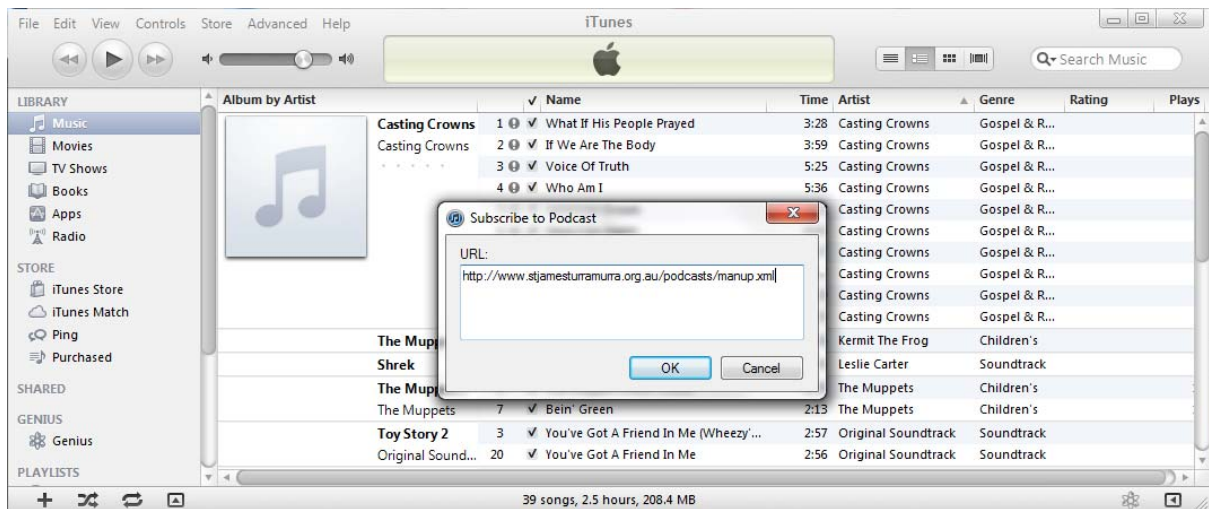 File Edit View Controls Store Advanced Help
iTunes
Search Music
LIBRARY
Music
Movies
TV Shows
Books
Apps
Radio
STORE
iTunes Store
iTunes Match
Ping
Purchased
SHARED
GENIUS
Genius
PLAYLISTS
Album by Artist ✓ Name Time Artist Genre Rating Plays
Casting Crowns 1 ✓ What If His People Prayed 3:28 Casting Crowns Gospel & R...
Casting Crowns 2 ✓ If We Are The Body 3:59 Casting Crowns Gospel & R...
3 ✓ Voice Of Truth 5:25 Casting Crowns Gospel & R...
4 ✓ Who Am I 5:36 Casting Crowns Gospel & R...
Casting Crowns Gospel & R...
Casting Crowns Gospel & R...
Casting Crowns Gospel & R...
Casting Crowns Gospel & R...
Casting Crowns Gospel & R...
Casting Crowns Gospel & R...
The Kermit The Frog Children's
Shrek Leslie Carter Soundtrack
The The Muppets Children's
The Muppets 7 ✓ Bein' Green 2:13 The Muppets Children's
Toy Story 2 3 ✓ You've Got A Friend In Me (Wheezy'... 2:57 Original Soundtrack Soundtrack
Original Sound... 20 ✓ You've Got A Friend In Me 2:56 Original Soundtrack Soundtrack
Subscribe to Podcast
URL:
http://www.stjamesturramurra.org.au/podcasts/manup.xml
OK Cancel
39 songs, 2.5 hours, 208.4 MB